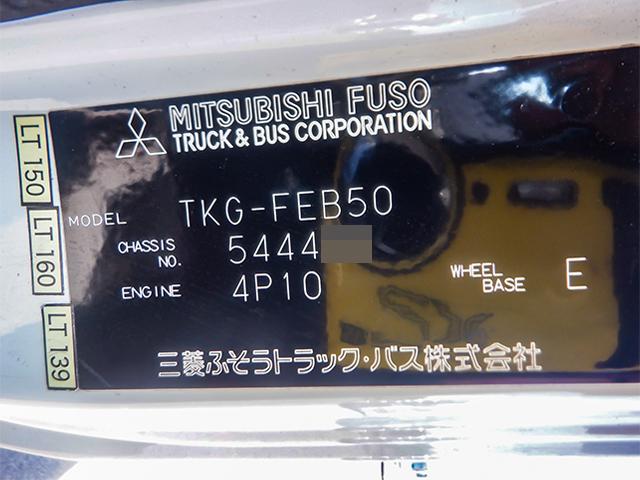 MITSUBISHI FUSO
TRUCK & BUS CORPORATION
MODEL TKG-FEB50
CHASSIS NO. 5444
ENGINE 4P10
WHEEL BASE E
三菱ふそうトラック・バス株式会社
LT 150
LT 160
LT 139